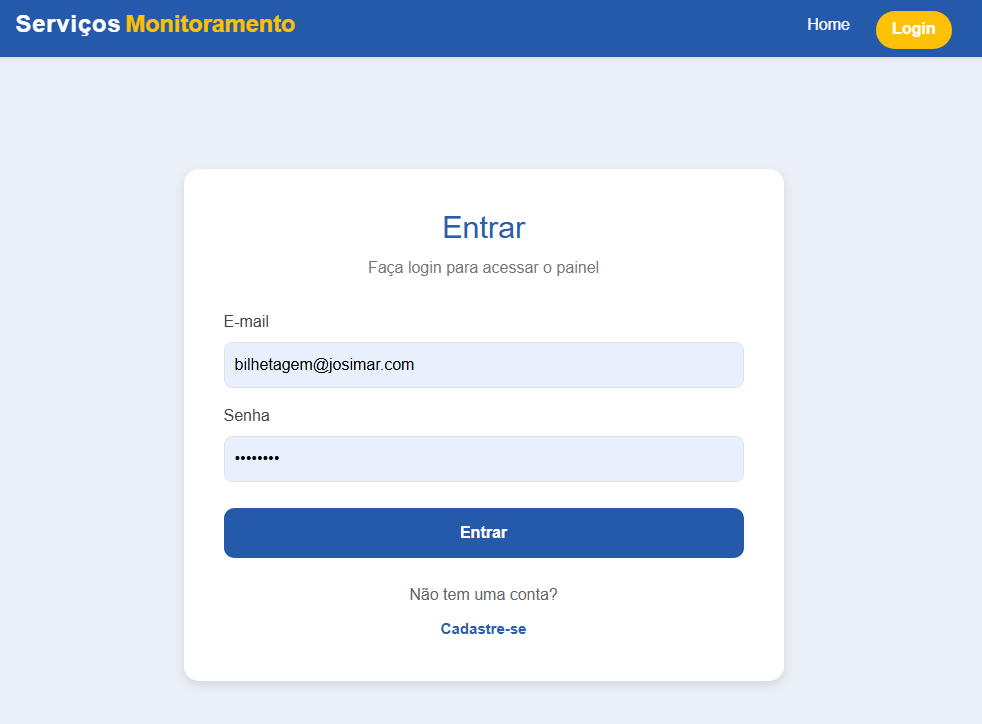 Serviços Monitoramento
Home
Login
Entrar
Faça login para acessar o painel
E-mail
bilhetagem@josimar.com
Senha
••••••••
Entrar
Não tem uma conta?
Cadastre-se